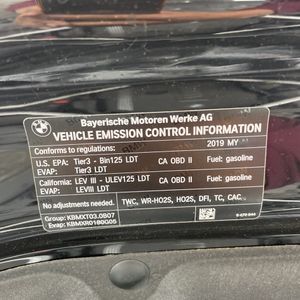 Bayerische Motoren Werke AG
VEHICLE EMISSION CONTROL INFORMATION
Conforms to regulations: 2019 MY
U.S. EPA: Tier3 - Bin125 LDT CA OBD II Fuel: gasoline
EVAP: Tier3 LDT
California: LEV III - ULEV125 LDT CA OBD II Fuel: gasoline
EVAP: LEVIII LDT
No adjustments needed. TWC, WR-HO2S, HO2S, DFI, TC, CAC,
Group: KBMXT03.0B07
Evap: KBMXR0180G05